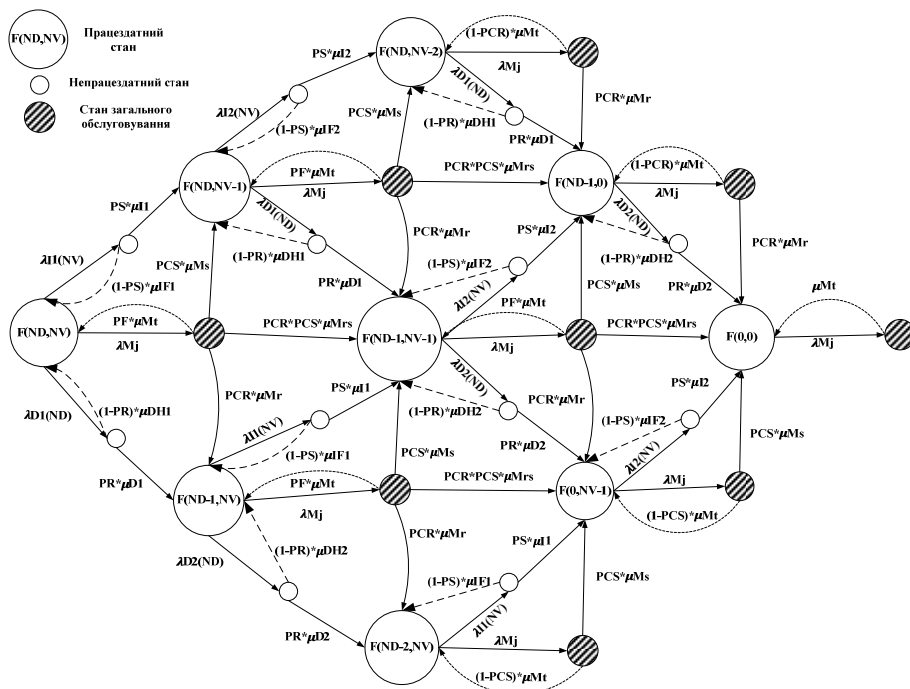 F(ND,NV)
Працездатний
стан
Непрацездатний стан
Стан загального
обслуговування
PS*μI2
F(ND,NV-2)
(1-PCR)*μMt
λMj
λI2(NV)
(1-PS)*μIF2
PCS*μMs
λD1(ND)
(1-PR)*μDH1
PR*μD1
PCR*μMr
F(ND,NV-1)
PF*μMt
λMj
PCR*PCS*μMrs
F(ND-1,0)
(1-PCR)*μMt
λMj
PS*μI1
λD1(ND)
(1-PR)*μDH1
PCR*μMr
PS*μI2
λD2(ND)
(1-PR)*μDH2
PCR*μMr
λI1(NV)
(1-PS)*μIF1
PCS*μMs
PR*μD1
(1-PS)*μIF2
λI2(NV)
PCS*μMs
PR*μD2
μMt
F(ND,NV)
PF*μMt
λMj
PCR*PCS*μMrs
F(ND-1,NV-1)
PF*μMt
λMj
PCR*PCS*μMrs
F(0,0)
λMj
λD1(ND)
(1-PR)*μDH1
PCR*μMr
PS*μI1
λD2(ND)
(1-PR)*μDH2
PCR*μMr
PS*μI2
PR*μD1
λI1(NV)
(1-PS)*μIF1
PCS*μMs
PR*μD2
(1-PS)*μIF2
λI2(NV)
PCS*μMs
F(ND-1,NV)
PF*μMt
λMj
PCR*PCS*μMrs
F(0,NV-1)
λMj
(1-PCS)*μMt
λD2(ND)
(1-PR)*μDH2
PCR*μMr
PS*μI1
PR*μD2
(1-PS)*μIF1
λI1(NV)
PCS*μMs
F(ND-2,NV)
λMj
(1-PCS)*μMt